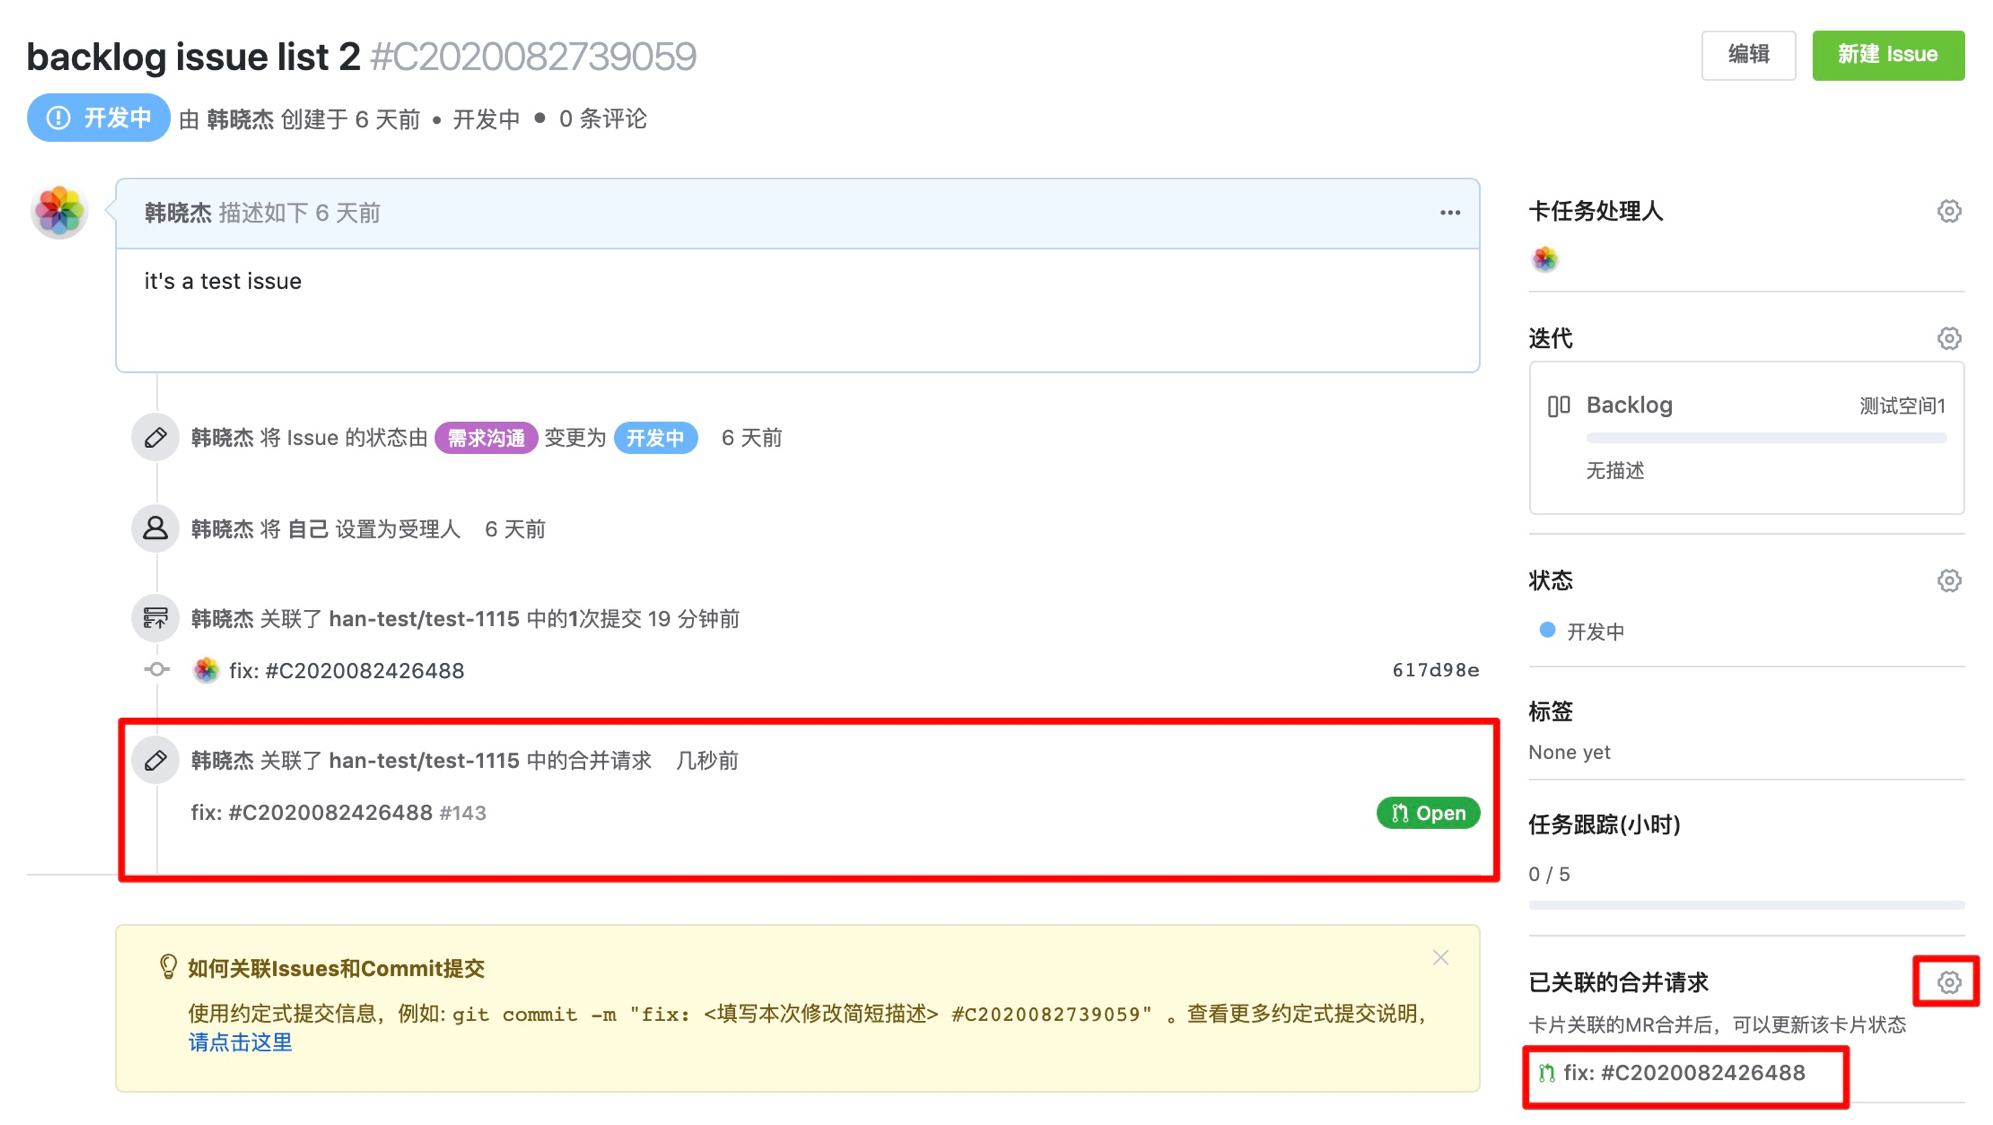 backlog issue list 2 #C2020082739059
编辑
新建 Issue
开发中 由 韩晓杰 创建于 6 天前 • 开发中 • 0 条评论
韩晓杰 描述如下 6 天前
it's a test issue
韩晓杰 将 Issue 的状态由 需求沟通 变更为 开发中 6 天前
韩晓杰 将 自己 设置为受理人 6 天前
韩晓杰 关联了 han-test/test-1115 中的1次提交 19 分钟前
fix: #C2020082426488 617d98e
韩晓杰 关联了 han-test/test-1115 中的合并请求 几秒前
fix: #C2020082426488 #143 Open
如何关联Issues和Commit提交
使用约定式提交信息，例如: git commit -m "fix: <填写本次修改简短描述> #C2020082739059" 。查看更多约定式提交说明，
请点击这里
卡任务处理人
迭代
Backlog 测试空间1
无描述
状态
开发中
标签
None yet
任务跟踪(小时)
0 / 5
已关联的合并请求
卡片关联的MR合并后，可以更新该卡片状态
fix: #C2020082426488